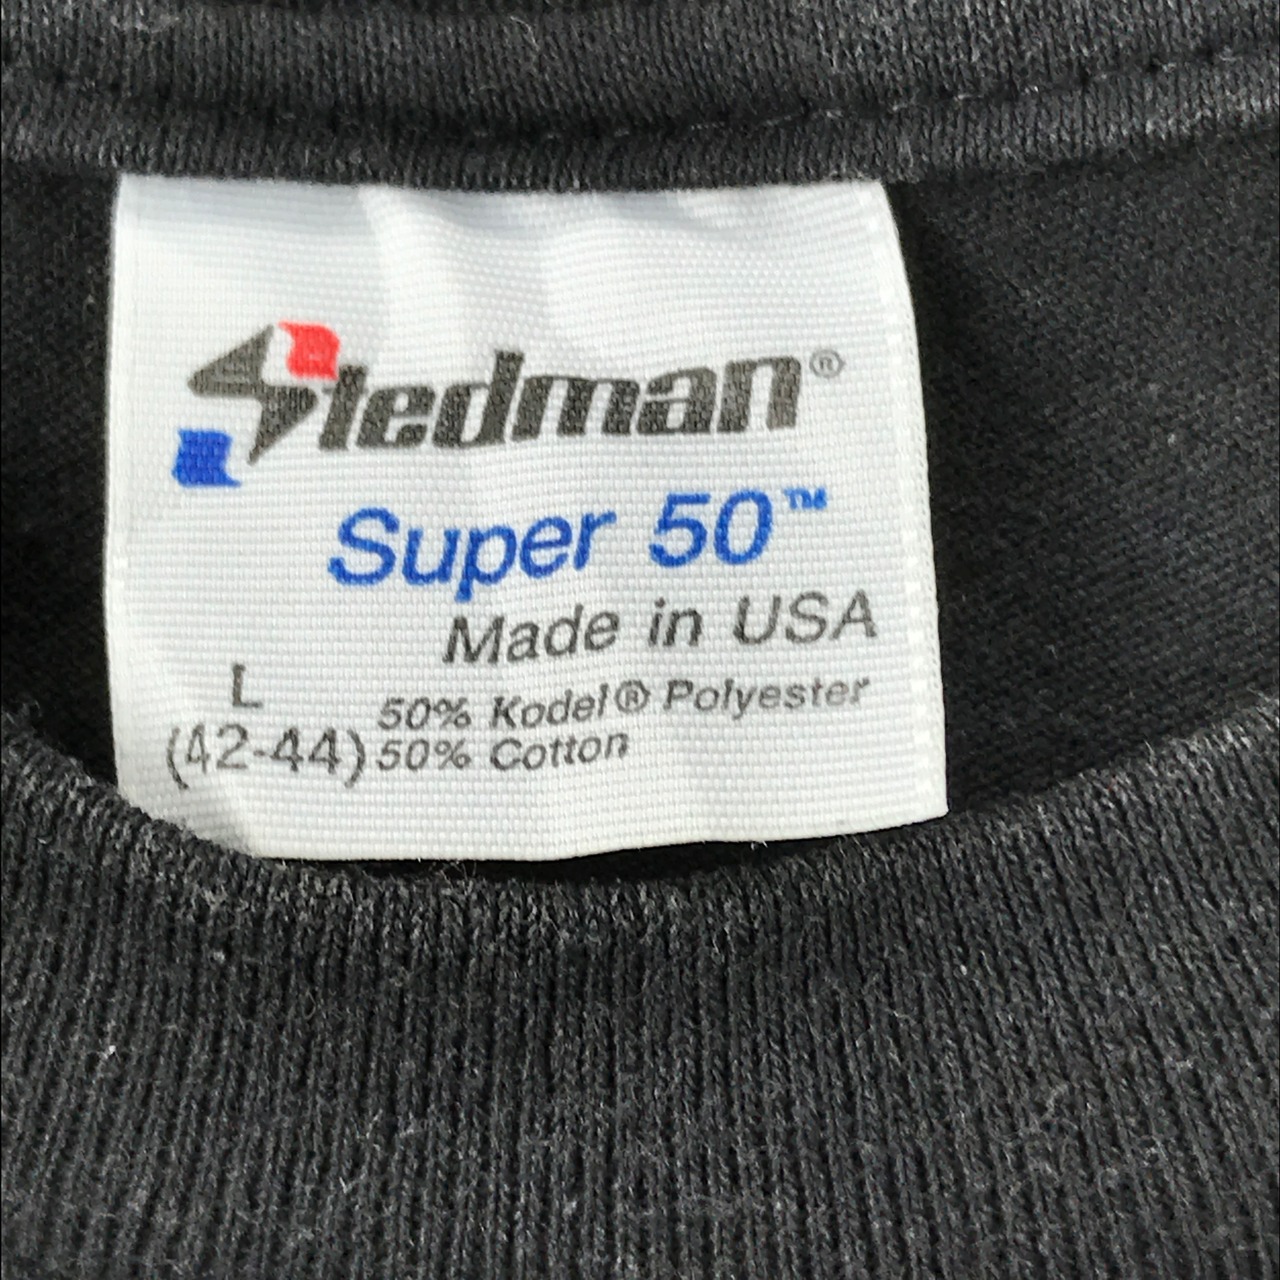 Stedman®
Super 50™
Made in USA
L
50% Kodel® Polyester
(42-44) 50% Cotton